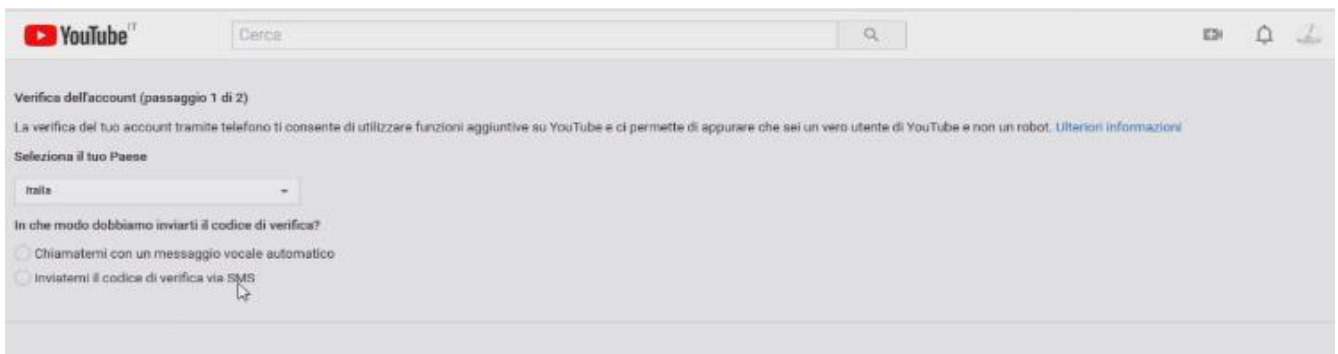 YouTube IT
Cerca
Verifica dell'account (passaggio 1 di 2)
La verifica del tuo account tramite telefono ti consente di utilizzare funzioni aggiuntive su YouTube e ci permette di appurare che sei un vero utente di YouTube e non un robot. Ulteriori informazioni
Seleziona il tuo Paese
Italia
In che modo dobbiamo inviarti il codice di verifica?
Chiamatemi con un messaggio vocale automatico
Inviatemi il codice di verifica via SMS